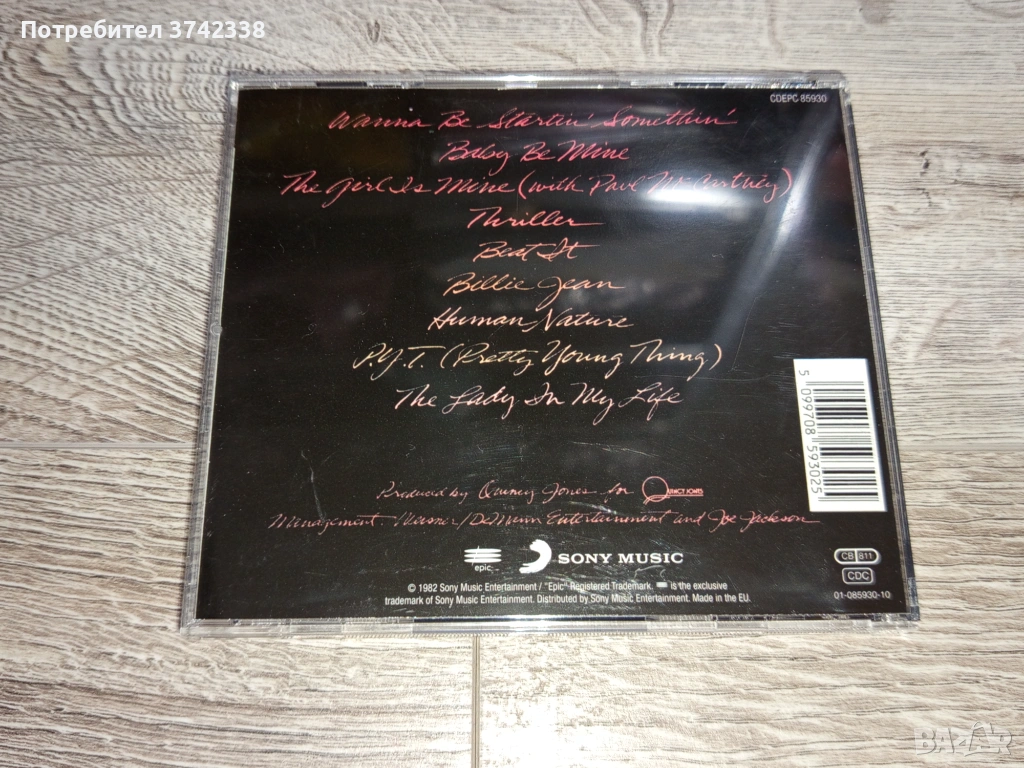 Потребител 3742338
CDEPC 85930
Wanna Be Startin' Somethin'
Baby Be Mine
The Girl Is Mine (with Paul McCartney)
Thriller
Beat It
Billie Jean
Human Nature
P.Y.T. (Pretty Young Thing)
The Lady In My Life
5 099708 593025
Produced by Quincy Jones for QUINCY JONES
Management: Weisner/DeMann Entertainment and Joe Jackson
epic
SONY MUSIC
CB 811
CDC
© 1982 Sony Music Entertainment / "Epic" Registered Trademark, is the exclusive
trademark of Sony Music Entertainment. Distributed by Sony Music Entertainment. Made in the EU.
01-085930-10
BAZAR